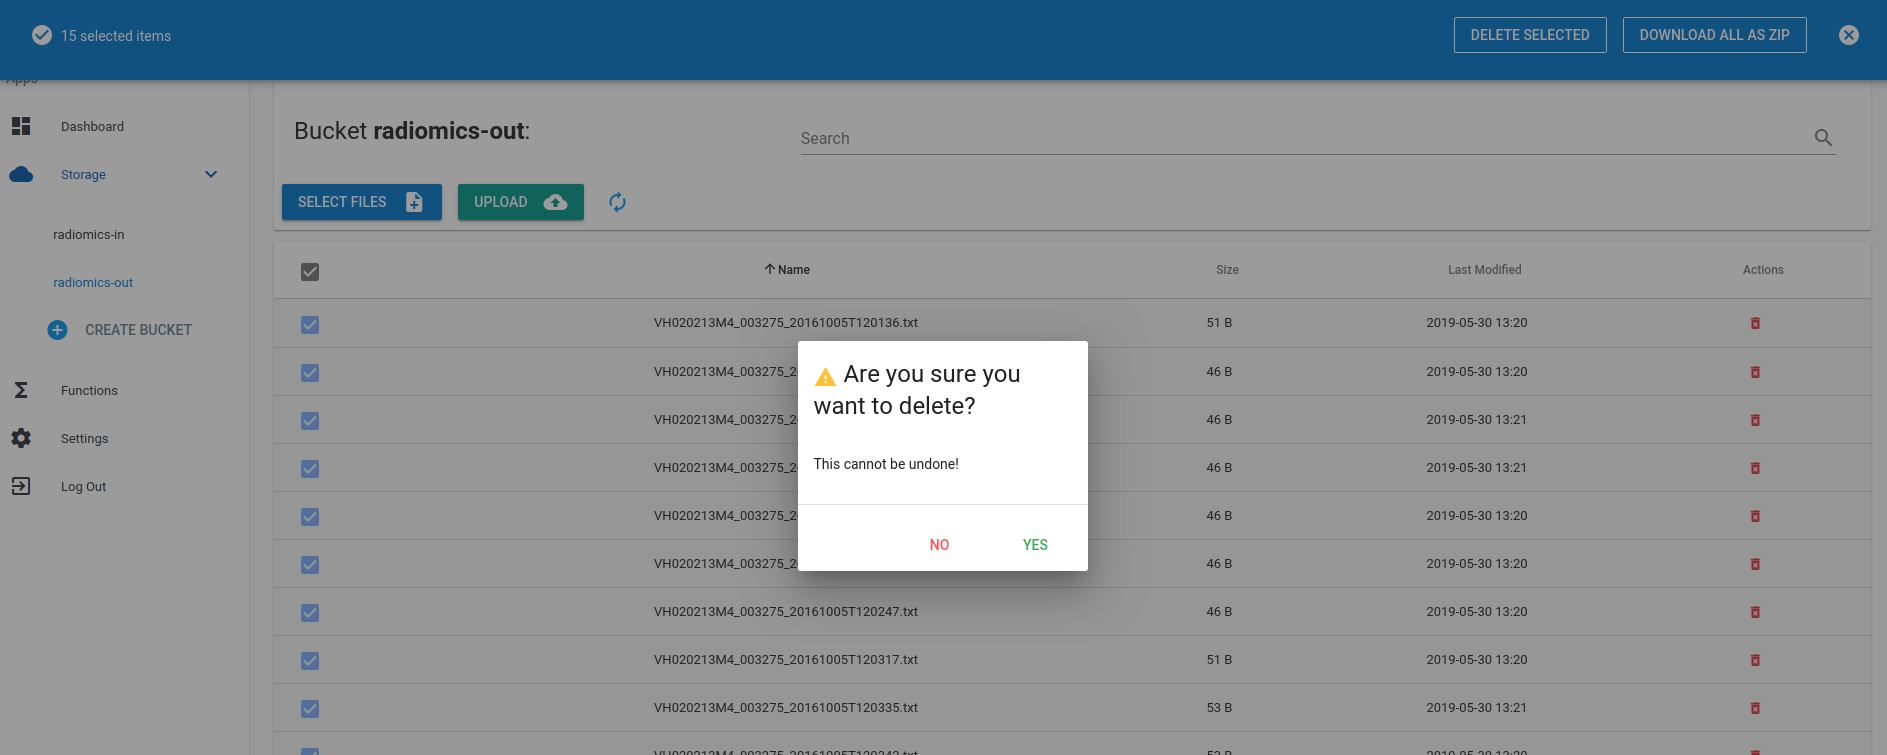 15 selected items
DELETE SELECTED
DOWNLOAD ALL AS ZIP
Apps
Dashboard
Storage
radiomics-in
radiomics-out
CREATE BUCKET
Functions
Settings
Log Out
Bucket radiomics-out:
Search
SELECT FILES
UPLOAD
Name Size Last Modified Actions
VH020213M4_003275_20161005T120136.txt 51 B 2019-05-30 13:20
VH020213M4_003275_2 46 B 2019-05-30 13:20
VH020213M4_003275_2 46 B 2019-05-30 13:21
VH020213M4_003275_2 46 B 2019-05-30 13:21
VH020213M4_003275_2 46 B 2019-05-30 13:20
VH020213M4_003275_2 46 B 2019-05-30 13:20
VH020213M4_003275_20161005T120247.txt 46 B 2019-05-30 13:20
VH020213M4_003275_20161005T120317.txt 51 B 2019-05-30 13:20
VH020213M4_003275_20161005T120335.txt 53 B 2019-05-30 13:21
Are you sure you
want to delete?
This cannot be undone!
NO
YES